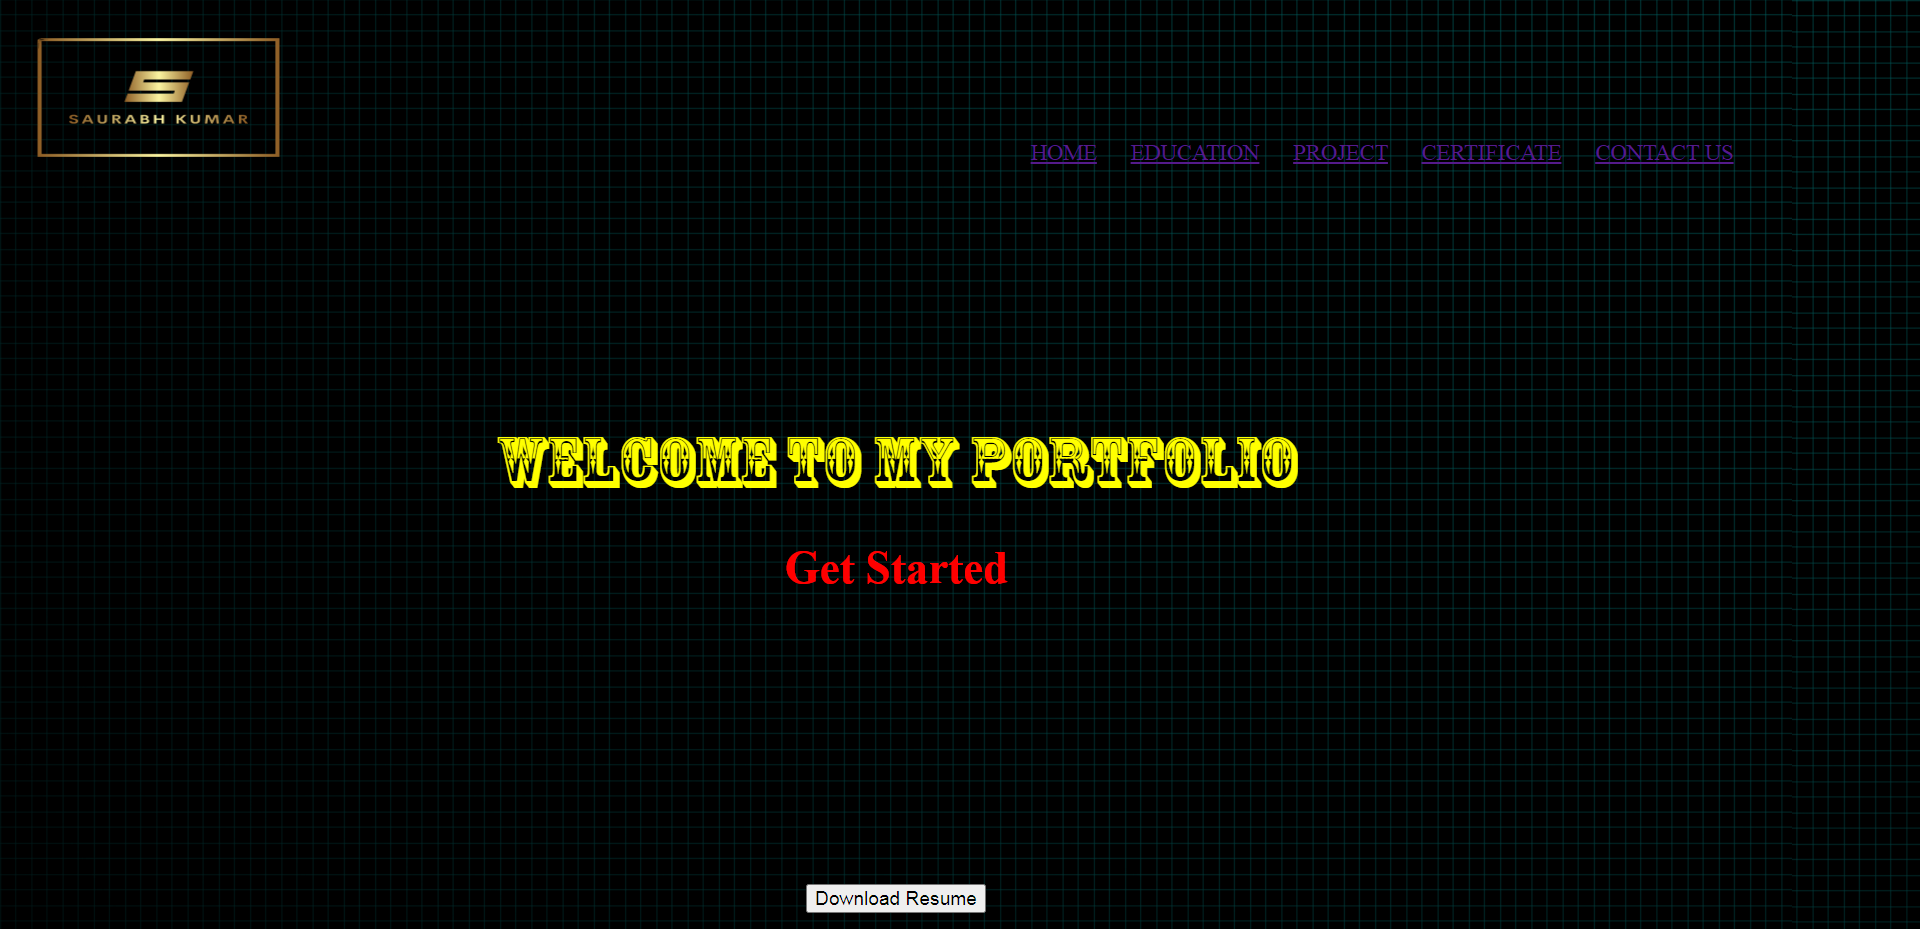 SAURABH KUMAR
HOME EDUCATION PROJECT CERTIFICATE CONTACT US
WELCOME TO MY PORTFOLIO
Get Started
Download Resume